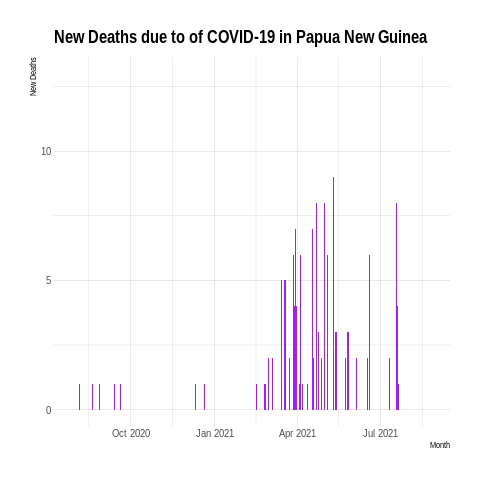 New Deaths due to of COVID-19 in Papua New Guinea
New Deaths
10
5
0
Oct 2020 Jan 2021 Apr 2021 Jul 2021
Month